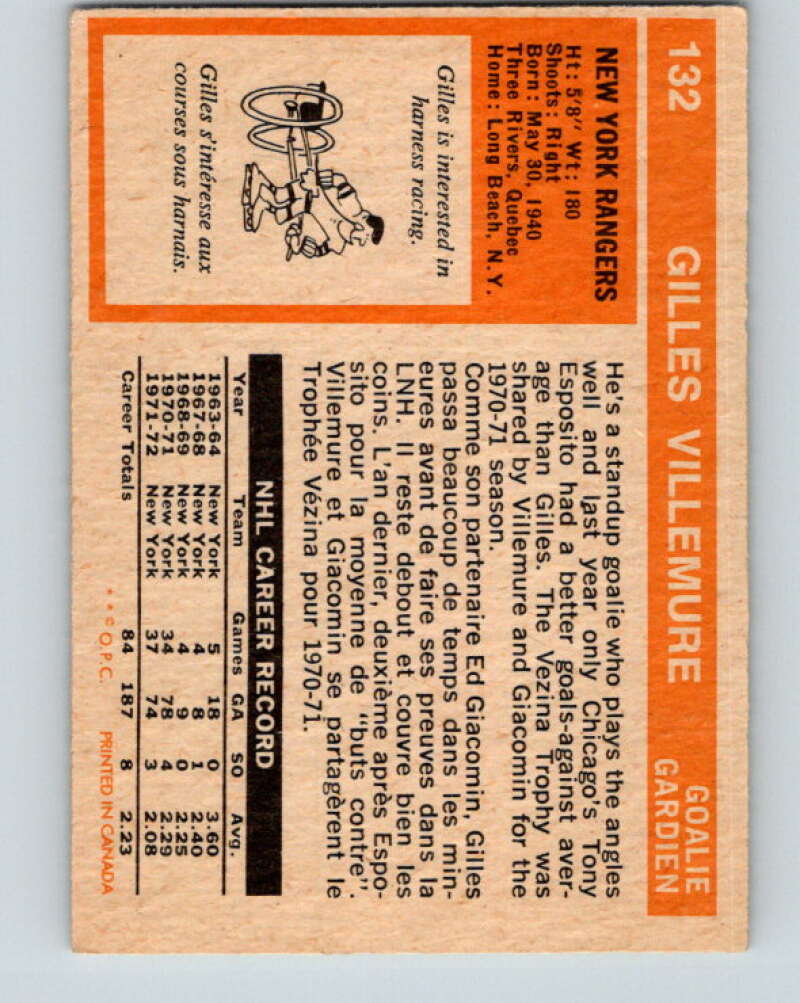 132 GILLES VILLEMURE GOALIE
GARDIEN
NEW YORK RANGERS
Ht: 5'8" Wt: 180
Shoots: Right
Born: May 30, 1940
Three Rivers, Quebec
Home: Long Beach, N.Y.
Gilles is interested in
harness racing.
Gilles s'intéresse aux
courses sous harnais.
He's a standup goalie who plays the angles
well and last year only Chicago's Tony
Esposito had a better goals-against aver-
age than Gilles. The Vezina Trophy was
shared by Villemure and Giacomin for the
1970-71 season.
Comme son partenaire Ed Giacomin, Gilles
passa beaucoup de temps dans les min-
eures avant de faire ses preuves dans la
LNH. Il reste debout et couvre bien les
coins. L'an dernier, deuxième après Espo-
sito pour la moyenne de "buts contre".
Villemure et Giacomin se partagèrent le
Trophée Vézina pour 1970-71.
NHL CAREER RECORD
Year Team Games GA SO Avg.
1963-64 New York 5 18 0 3.60
1967-68 New York 4 8 1 2.40
1968-69 New York 4 9 0 2.25
1970-71 New York 34 78 4 2.29
1971-72 New York 37 74 3 2.08
Career Totals 84 187 8 2.23
* * © O.P.C. PRINTED IN CANADA